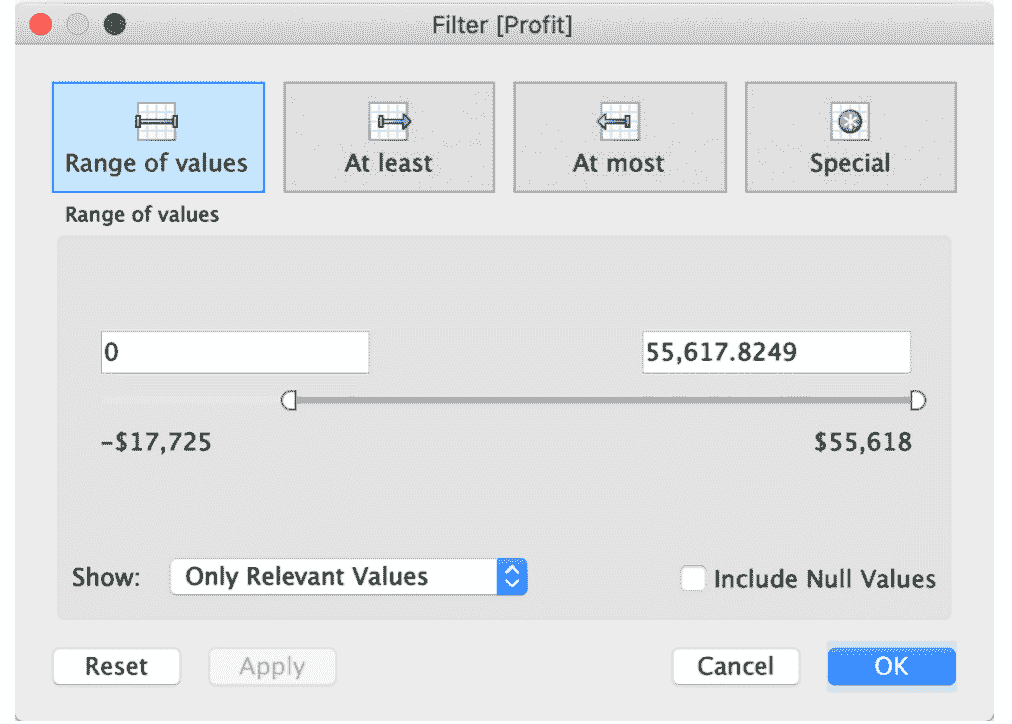 Filter [Profit]
Range of values
At least
At most
Special
Range of values
0
55,617.8249
-$17,725
$55,618
Show:
Only Relevant Values
Include Null Values
Reset
Apply
Cancel
OK